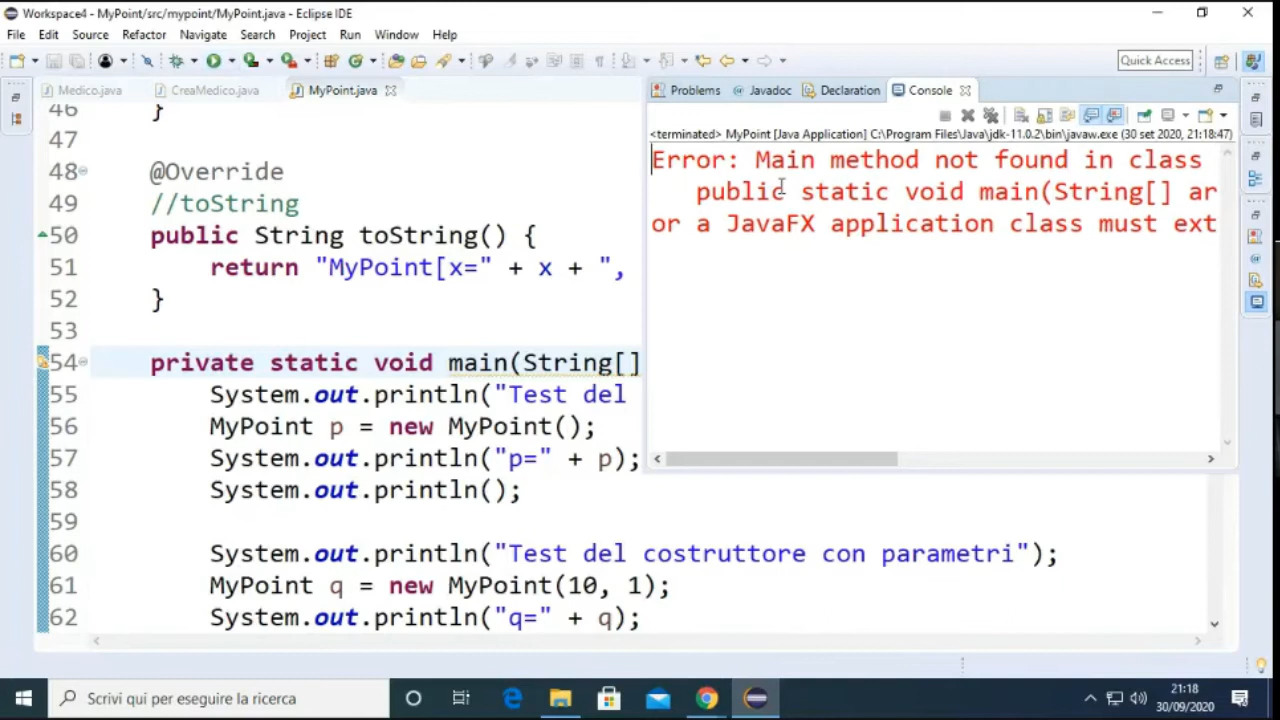 Workspace4 - MyPoint/src/mypoint/MyPoint.java - Eclipse IDE
File Edit Source Refactor Navigate Search Project Run Window Help
Quick Access
Medico.java CreaMedico.java MyPoint.java
Problems Javadoc Declaration Console
<terminated> MyPoint [Java Application] C:\Program Files\Java\jdk-11.0.2\bin\javaw.exe (30 set 2020, 21:18:47)
Error: Main method not found in class
public static void main(String[] ar
or a JavaFX application class must ext
46 }
47
48 @Override
49 //toString
50 public String toString() {
51 return "MyPoint[x=" + x + ",
52 }
53
54 private static void main(String[]
55 System.out.println("Test del
56 MyPoint p = new MyPoint();
57 System.out.println("p=" + p);
58 System.out.println();
59
60 System.out.println("Test del costruttore con parametri");
61 MyPoint q = new MyPoint(10, 1);
62 System.out.println("q=" + q);
Scrivi qui per eseguire la ricerca
21:18
30/09/2020